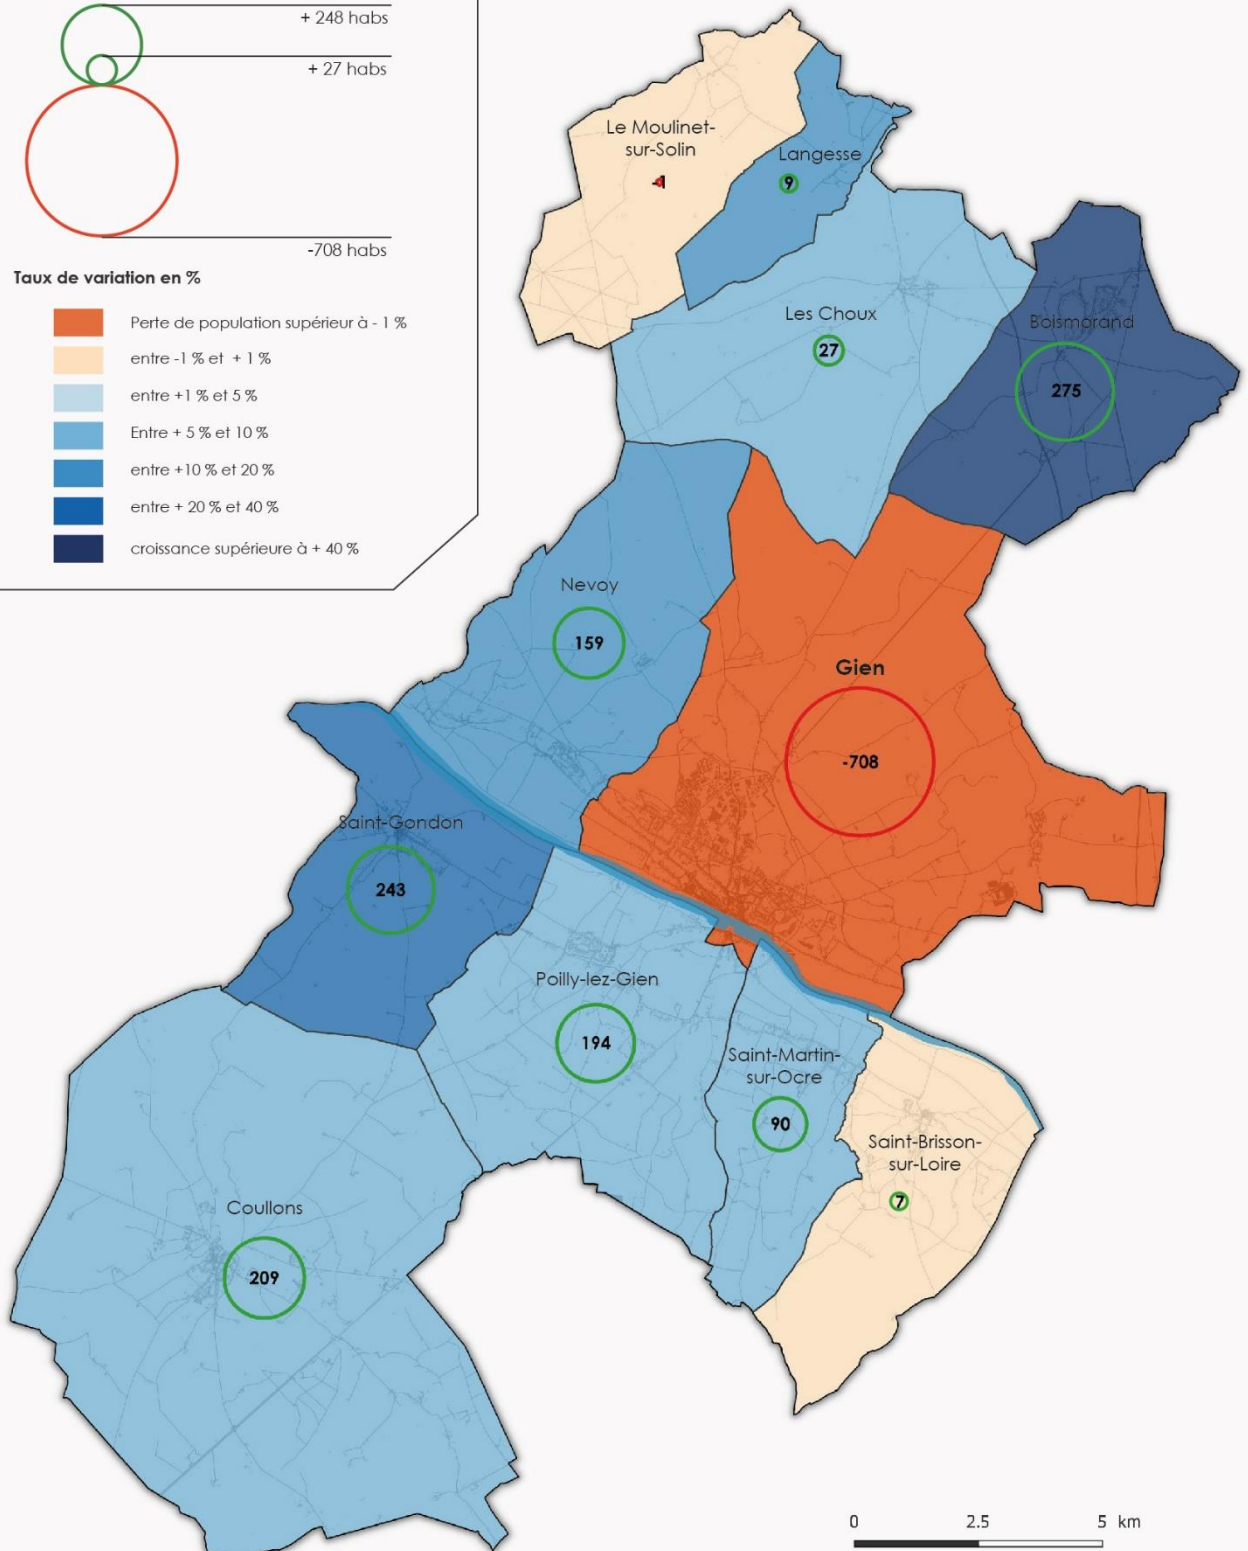 + 248 habs
+ 27 habs
-708 habs
Taux de variation en %
Perte de population supérieur à - 1 %
entre -1 % et + 1 %
entre +1 % et 5 %
Entre + 5 % et 10 %
entre +10 % et 20 %
entre + 20 % et 40 %
croissance supérieure à + 40 %
Le Moulinet-
sur-Solin
-1
Langesse
9
Les Choux
27
Boismorand
275
Nevoy
159
Gien
-708
Saint-Gondon
243
Poilly-lez-Gien
194
Saint-Martin-
sur-Ocre
90
Saint-Brisson-
sur-Loire
7
Coullons
209
0 2.5 5 km